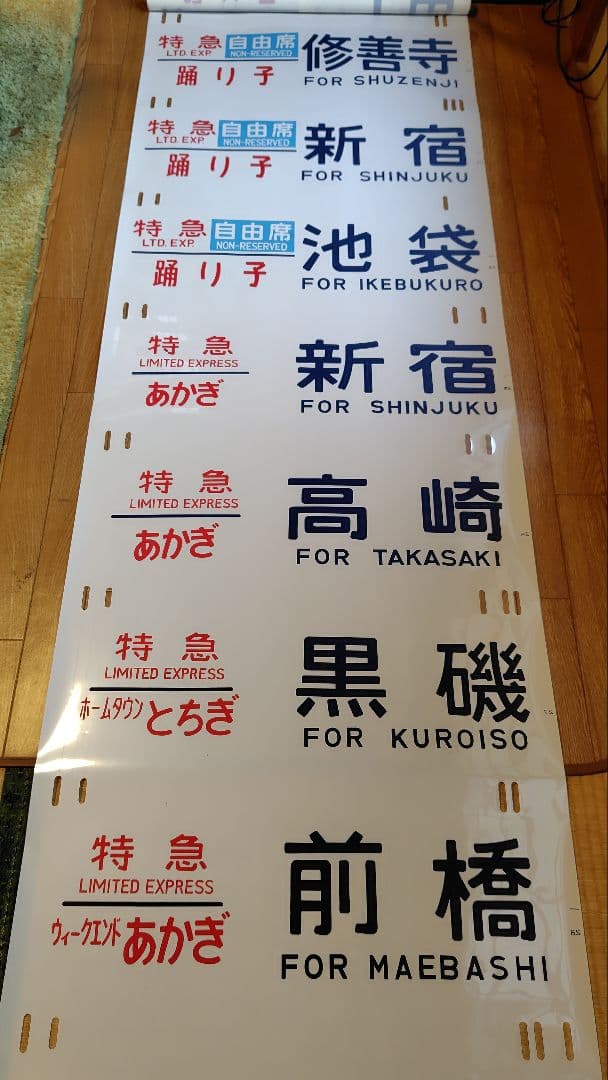 特急 自由席 修善寺
LTD. EXP. NON-RESERVED
踊り子 FOR SHUZENJI
特急 自由席 新宿
LTD. EXP. NON-RESERVED
踊り子 FOR SHINJUKU
特急 自由席 池袋
LTD. EXP. NON-RESERVED
踊り子 FOR IKEBUKURO
特急 新宿
LIMITED EXPRESS
あかぎ FOR SHINJUKU
特急 高崎
LIMITED EXPRESS
あかぎ FOR TAKASAKI
特急 黒磯
LIMITED EXPRESS
ホームタウンとちぎ FOR KUROISO
特急 前橋
LIMITED EXPRESS
ウィークエンドあかぎ FOR MAEBASHI